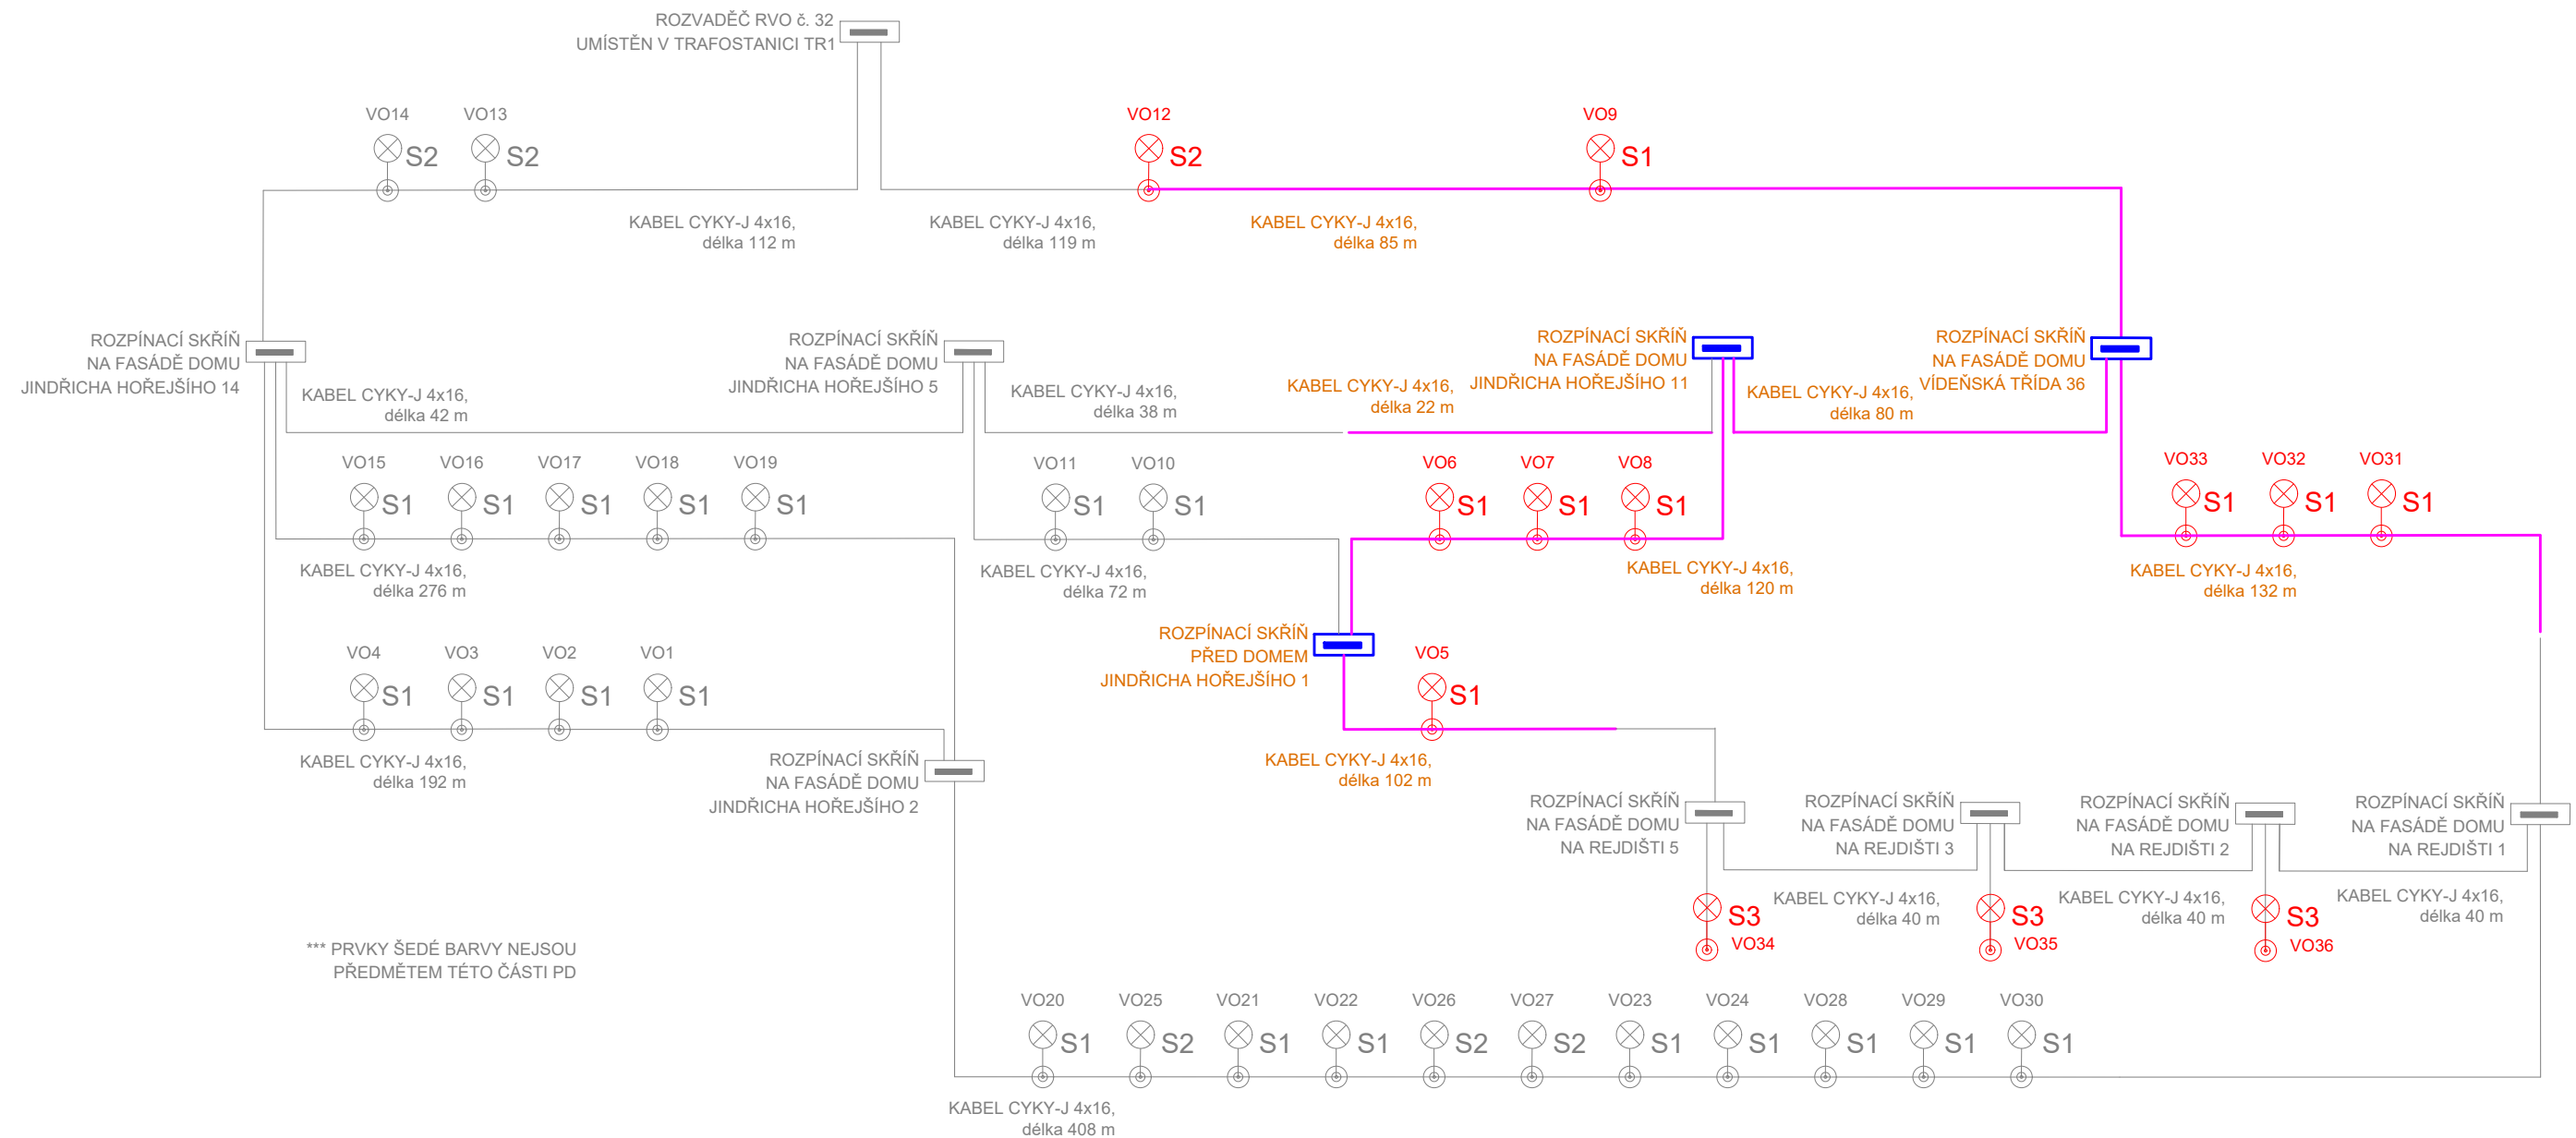 ROZVADĚČ RVO č. 32
UMÍSTĚN V TRAFOSTANICI TR1
VO14
VO13
VO12
VO9
S2
S2
S2
S1
KABEL CYKY-J 4x16,
délka 112 m
KABEL CYKY-J 4x16,
délka 119 m
KABEL CYKY-J 4x16,
délka 85 m
ROZPÍNACÍ SKŘÍŇ
NA FASÁDĚ DOMU
JINDŘICHA HOŘEJŠÍHO 14
ROZPÍNACÍ SKŘÍŇ
NA FASÁDĚ DOMU
JINDŘICHA HOŘEJŠÍHO 5
ROZPÍNACÍ SKŘÍŇ
NA FASÁDĚ DOMU
JINDŘICHA HOŘEJŠÍHO 11
ROZPÍNACÍ SKŘÍŇ
NA FASÁDĚ DOMU
VÍDEŇSKÁ TŘÍDA 36
KABEL CYKY-J 4x16,
délka 42 m
KABEL CYKY-J 4x16,
délka 38 m
KABEL CYKY-J 4x16,
délka 22 m
KABEL CYKY-J 4x16,
délka 80 m
VO15
VO16
VO17
VO18
VO19
VO11
VO10
VO6
VO7
VO8
VO33
VO32
VO31
S1
S1
S1
S1
S1
S1
S1
S1
S1
S1
S1
S1
S1
KABEL CYKY-J 4x16,
délka 276 m
KABEL CYKY-J 4x16,
délka 72 m
KABEL CYKY-J 4x16,
délka 120 m
KABEL CYKY-J 4x16,
délka 132 m
ROZPÍNACÍ SKŘÍŇ
PŘED DOMEM
JINDŘICHA HOŘEJŠÍHO 1
VO4
VO3
VO2
VO1
VO5
S1
S1
S1
S1
S1
KABEL CYKY-J 4x16,
délka 192 m
ROZPÍNACÍ SKŘÍŇ
NA FASÁDĚ DOMU
JINDŘICHA HOŘEJŠÍHO 2
KABEL CYKY-J 4x16,
délka 102 m
ROZPÍNACÍ SKŘÍŇ
NA FASÁDĚ DOMU
NA REJDIŠTI 5
ROZPÍNACÍ SKŘÍŇ
NA FASÁDĚ DOMU
NA REJDIŠTI 3
ROZPÍNACÍ SKŘÍŇ
NA FASÁDĚ DOMU
NA REJDIŠTI 2
ROZPÍNACÍ SKŘÍŇ
NA FASÁDĚ DOMU
NA REJDIŠTI 1
S3
VO34
KABEL CYKY-J 4x16,
délka 40 m
S3
VO35
KABEL CYKY-J 4x16,
délka 40 m
S3
VO36
KABEL CYKY-J 4x16,
délka 40 m
*** PRVKY ŠEDÉ BARVY NEJSOU
PŘEDMĚTEM TÉTO ČÁSTI PD
VO20
VO25
VO21
VO22
VO26
VO27
VO23
VO24
VO28
VO29
VO30
S1
S2
S1
S1
S2
S2
S1
S1
S1
S1
S1
KABEL CYKY-J 4x16,
délka 408 m